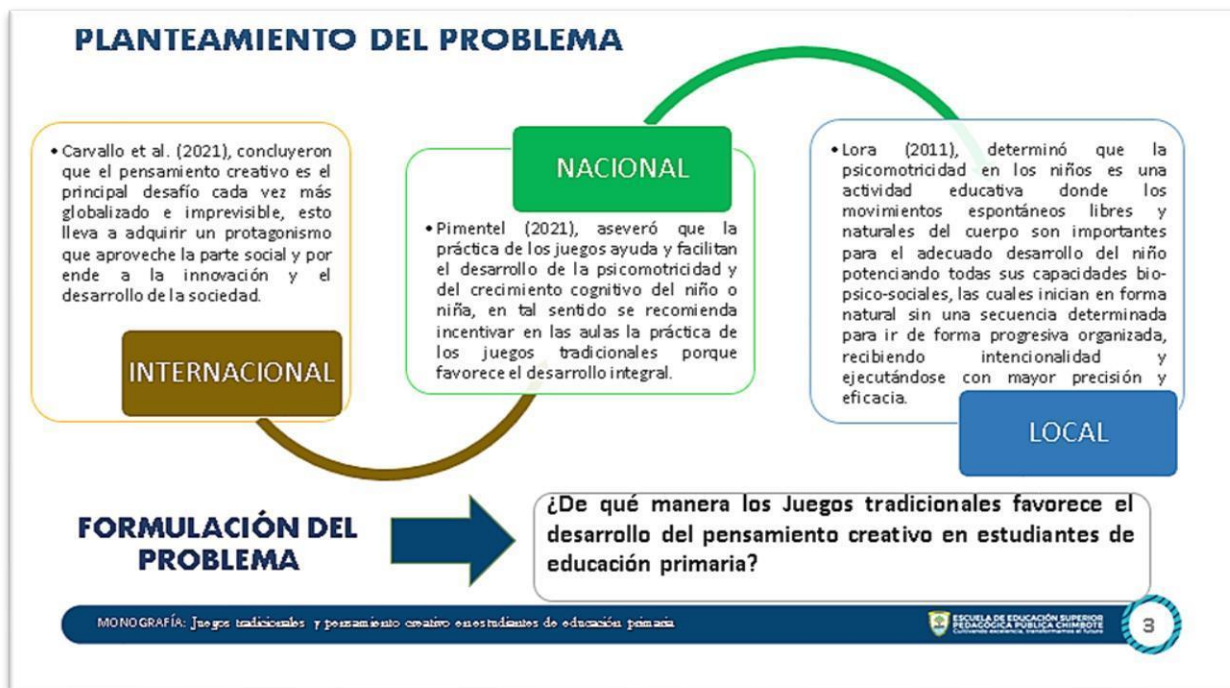 PLANTEAMIENTO DEL PROBLEMA
• Carvallo et al. (2021), concluyeron
que el pensamiento creativo es el
principal desafío cada vez más
globalizado e imprevisible, esto
lleva a adquirir un protagonismo
que aproveche la parte social y por
ende a la innovación y el
desarrollo de la sociedad.
INTERNACIONAL
NACIONAL
• Pimentel (2021), aseveró que la
práctica de los juegos ayuda y facilitan
el desarrollo de la psicomotricidad y
del crecimiento cognitivo del niño o
niña, en tal sentido se recomienda
incentivar en las aulas la práctica de
los juegos tradicionales porque
favorece el desarrollo integral.
• Lora (2011), determinó que la
psicomotricidad en los niños es una
actividad educativa donde los
movimientos espontáneos libres y
naturales del cuerpo son importantes
para el adecuado desarrollo del niño
potenciando todas sus capacidades bio-
psico-sociales, las cuales inician en forma
natural sin una secuencia determinada
para ir de forma progresiva organizada,
recibiendo intencionalidad y
ejecutándose con mayor precisión y
eficacia.
LOCAL
FORMULACIÓN DEL
PROBLEMA
¿De qué manera los Juegos tradicionales favorece el
desarrollo del pensamiento creativo en estudiantes de
educación primaria?
MONOGRAFÍA: Juegos tradicionales y pensamiento creativo en estudiantes de educación primaria
ESCUELA DE EDUCACIÓN SUPERIOR
PEDAGÓGICA PÚBLICA CHIMBOTE
Cultivando excelencia, transformamos el futuro
3